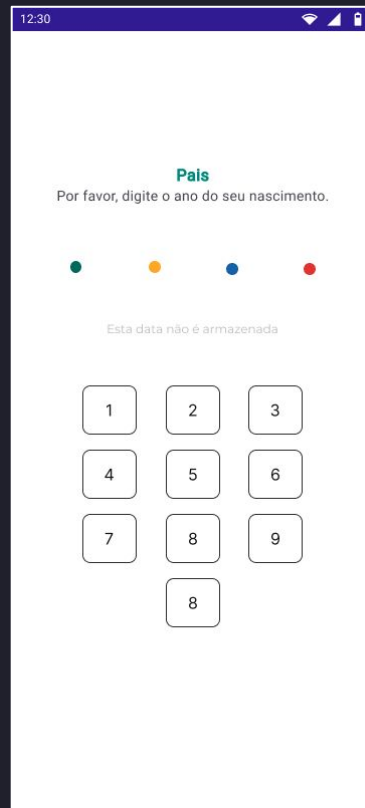 12:30
Pais
Por favor, digite o ano do seu nascimento.
Esta data não é armazenada
1 2 3
4 5 6
7 8 9
8